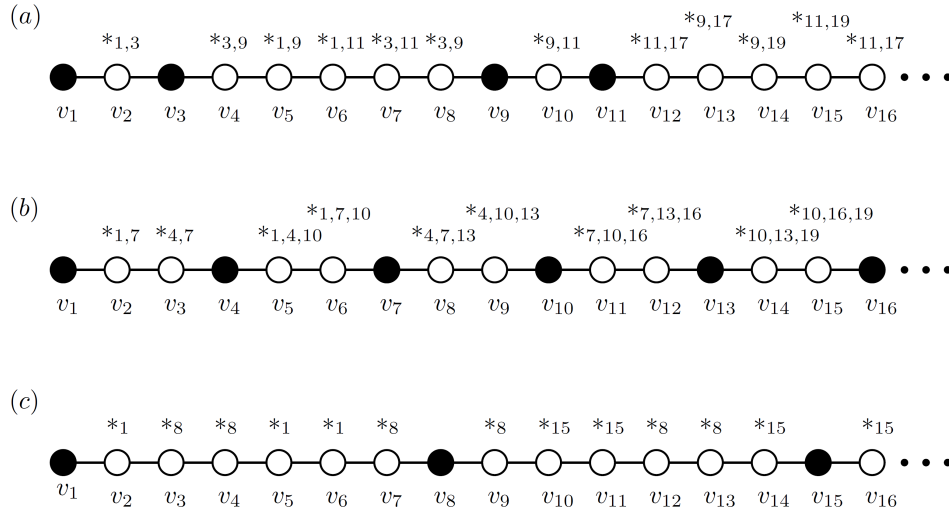 (a)
*9,17 *11,19
*1,3 *3,9 *1,9 *1,11 *3,11 *3,9 *9,11 *11,17 *9,19 *11,17
v1 v2 v3 v4 v5 v6 v7 v8 v9 v10 v11 v12 v13 v14 v15 v16
(b)
*1,7,10 *4,10,13 *7,13,16 *10,16,19
*1,7 *4,7 *1,4,10 *4,7,13 *7,10,16 *10,13,19
v1 v2 v3 v4 v5 v6 v7 v8 v9 v10 v11 v12 v13 v14 v15 v16
(c)
*1 *8 *8 *1 *1 *8 *8 *15 *15 *8 *8 *15 *15
v1 v2 v3 v4 v5 v6 v7 v8 v9 v10 v11 v12 v13 v14 v15 v16